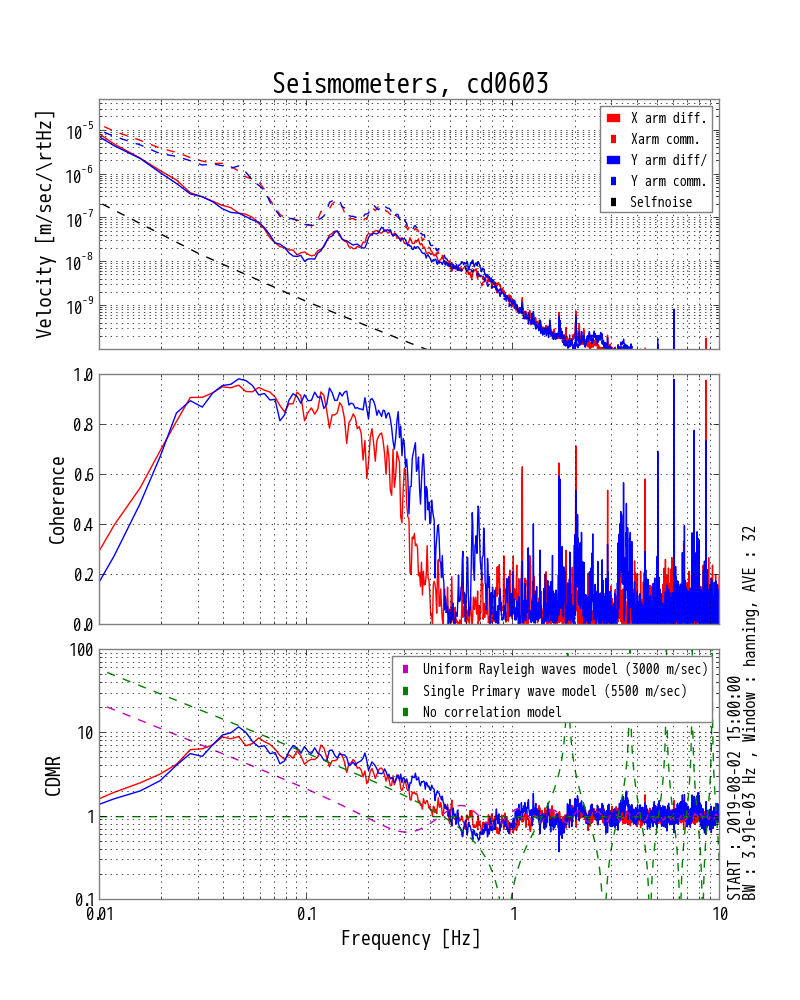 Seismometers, cd0603
Velocity [m/sec/\rtHz]
10^-5
10^-6
10^-7
10^-8
10^-9
X arm diff.
Xarm comm.
Y arm diff/
Y arm comm.
Selfnoise
Coherence
1.0
0.8
0.6
0.4
0.2
0.0
CDMR
100
10
1
0.1
Uniform Rayleigh waves model (3000 m/sec)
Single Primary wave model (5500 m/sec)
No correlation model
0.01
0.1
1
10
Frequency [Hz]
START : 2019-08-02 15:00:00
BW : 3.91e-03 Hz , Window : hanning, AVE : 32